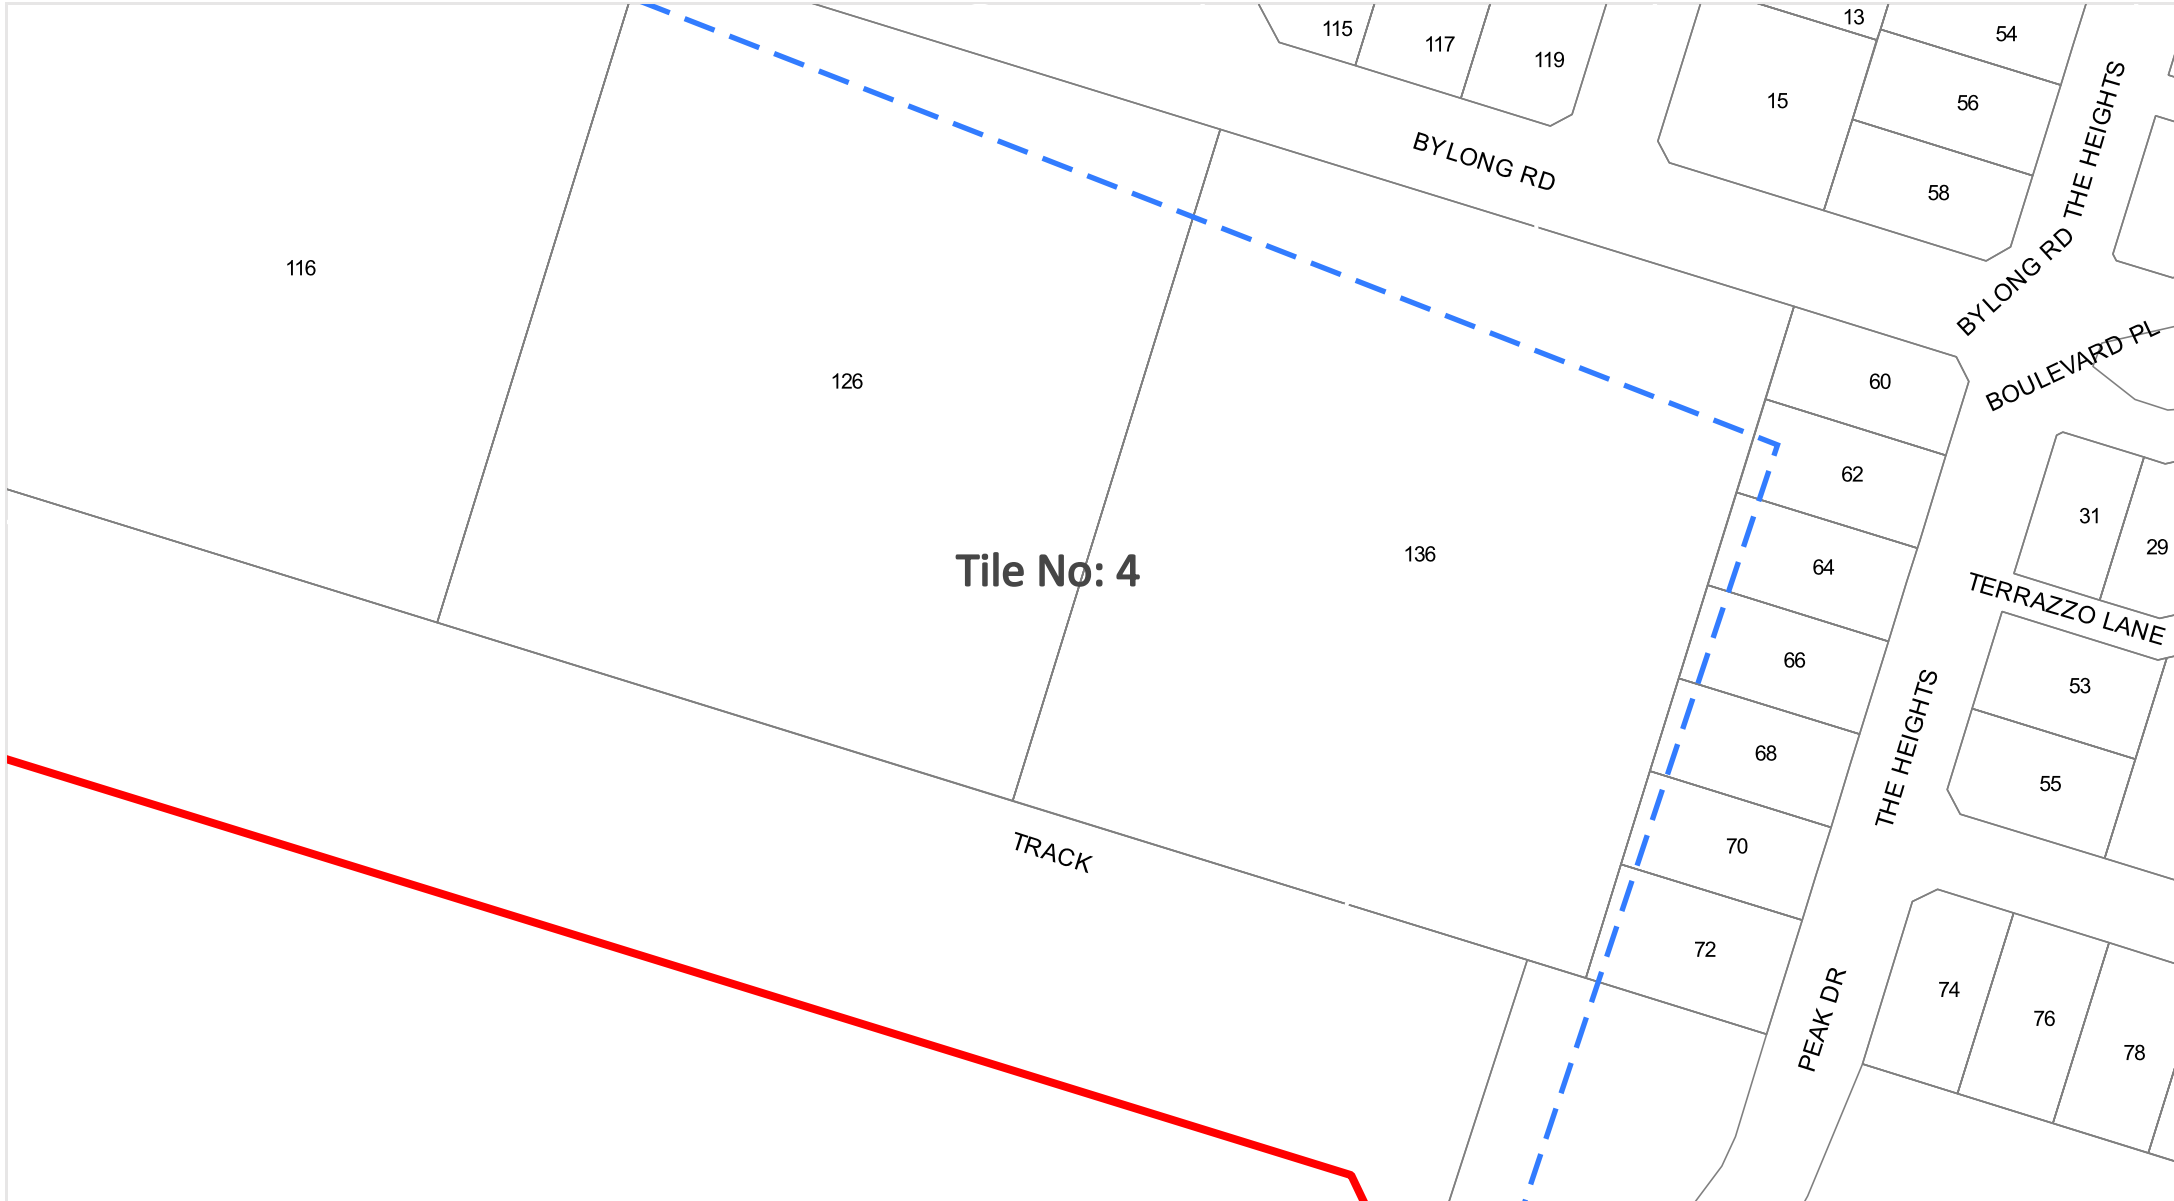 13
115
54
117
119
15
56
THE HEIGHTS
BYLONG RD
58
BYLONG RD
116
BOULEVARD PL
126
60
62
31
29
136
Tile No: 4
64
TERRAZZO LANE
66
53
THE HEIGHTS
68
55
70
TRACK
72
74
PEAK DR
76
78